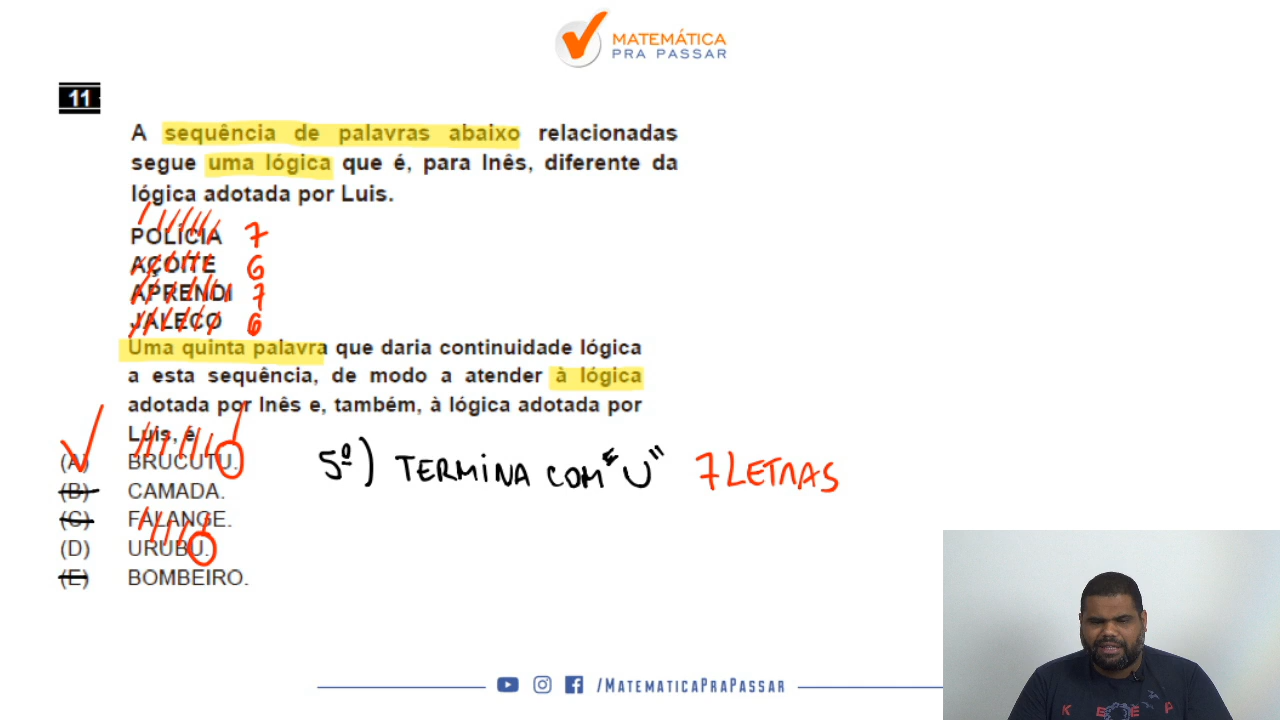 MATEMÁTICA
PRA PASSAR
11
A sequência de palavras abaixo relacionadas
segue uma lógica que é, para Inês, diferente da
lógica adotada por Luis.
POLÍCIA 7
AÇOITE 6
APRENDI 7
JALECO 6
Uma quinta palavra que daria continuidade lógica
a esta sequência, de modo a atender à lógica
adotada por Inês e, também, à lógica adotada por
Luis, é
(A) BRUCUTU.
5º) TERMINA COM "U" 7 LETRAS
(B) CAMADA.
(C) FALANGE.
(D) URUBU.
(E) BOMBEIRO.
/MATEMATICAPRAPASSAR